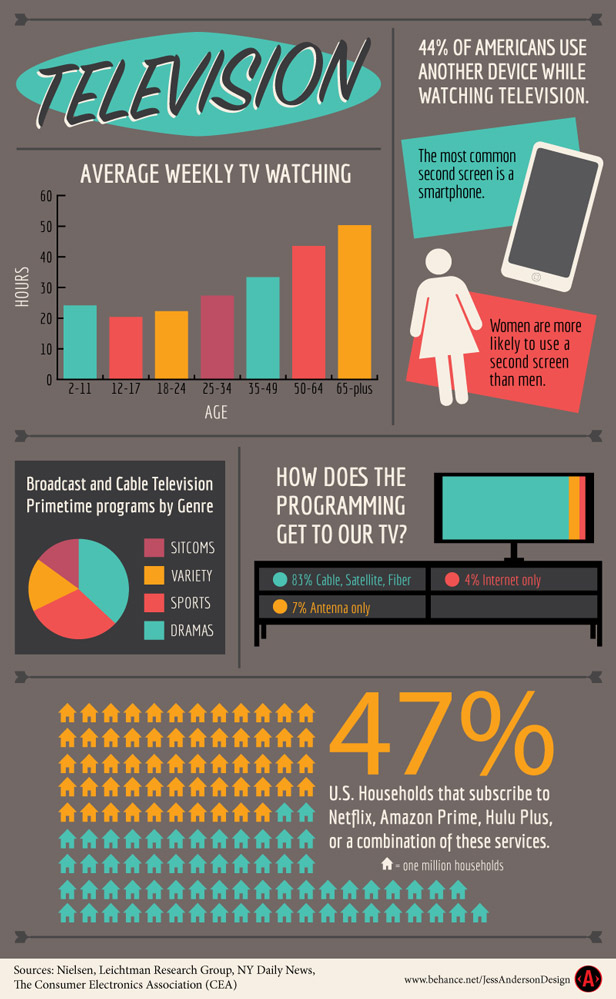 TELEVISION
44% OF AMERICANS USE
ANOTHER DEVICE WHILE
WATCHING TELEVISION.
The most common
second screen is a
smartphone.
Women are more
likely to use a
second screen
than men.
AVERAGE WEEKLY TV WATCHING
HOURS
60
50
40
30
20
10
0
2-11 12-17 18-24 25-34 35-49 50-64 65-plus
AGE
Broadcast and Cable Television
Primetime programs by Genre
SITCOMS
VARIETY
SPORTS
DRAMAS
HOW DOES THE
PROGRAMMING
GET TO OUR TV?
83% Cable, Satellite, Fiber
4% Internet only
7% Antenna only
47%
U.S. Households that subscribe to
Netflix, Amazon Prime, Hulu Plus,
or a combination of these services.
= one million households
Sources: Nielsen, Leichtman Research Group, NY Daily News,
The Consumer Electronics Association (CEA)
www.behance.net/JessAndersonDesign
A